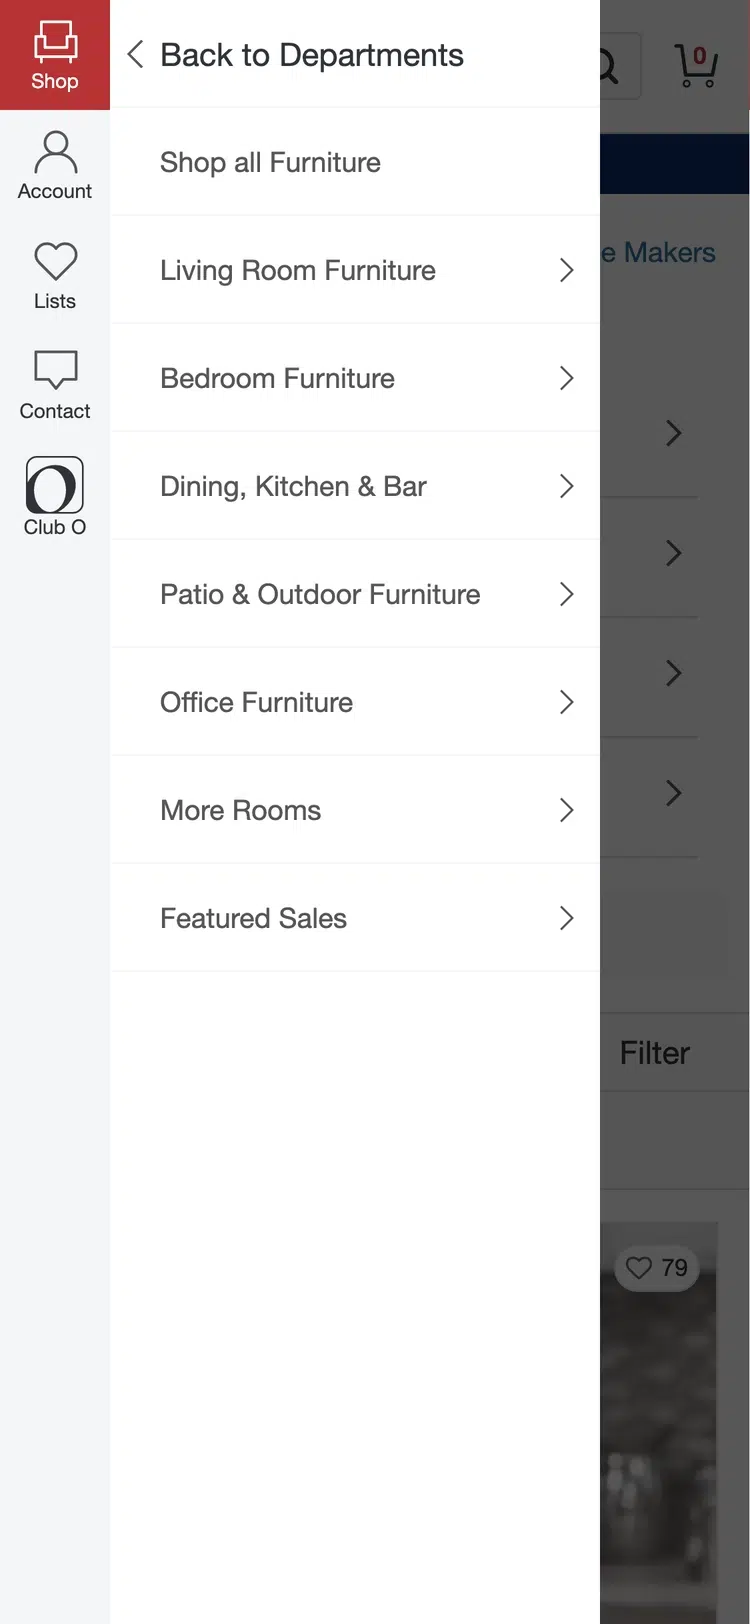 Shop
Account
Lists
Contact
Club O
Back to Departments
Shop all Furniture
Living Room Furniture
Bedroom Furniture
Dining, Kitchen & Bar
Patio & Outdoor Furniture
Office Furniture
More Rooms
Featured Sales
0
e Makers
Filter
79